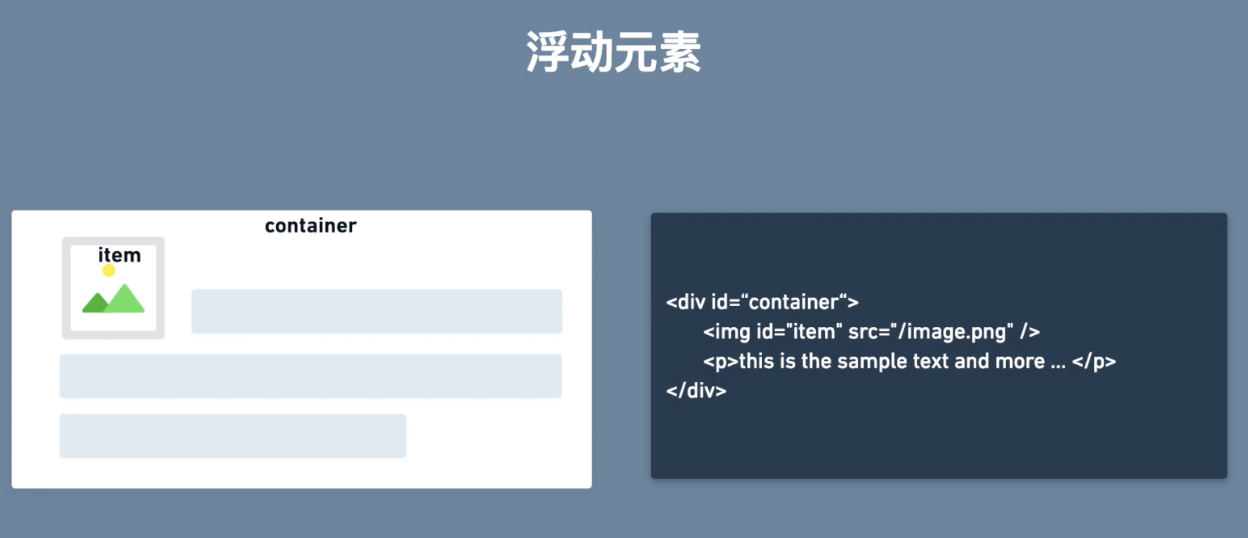 浮动元素
container
item
<div id=“container“>
<img id="item" src="/image.png" />
<p>this is the sample text and more ... </p>
</div>